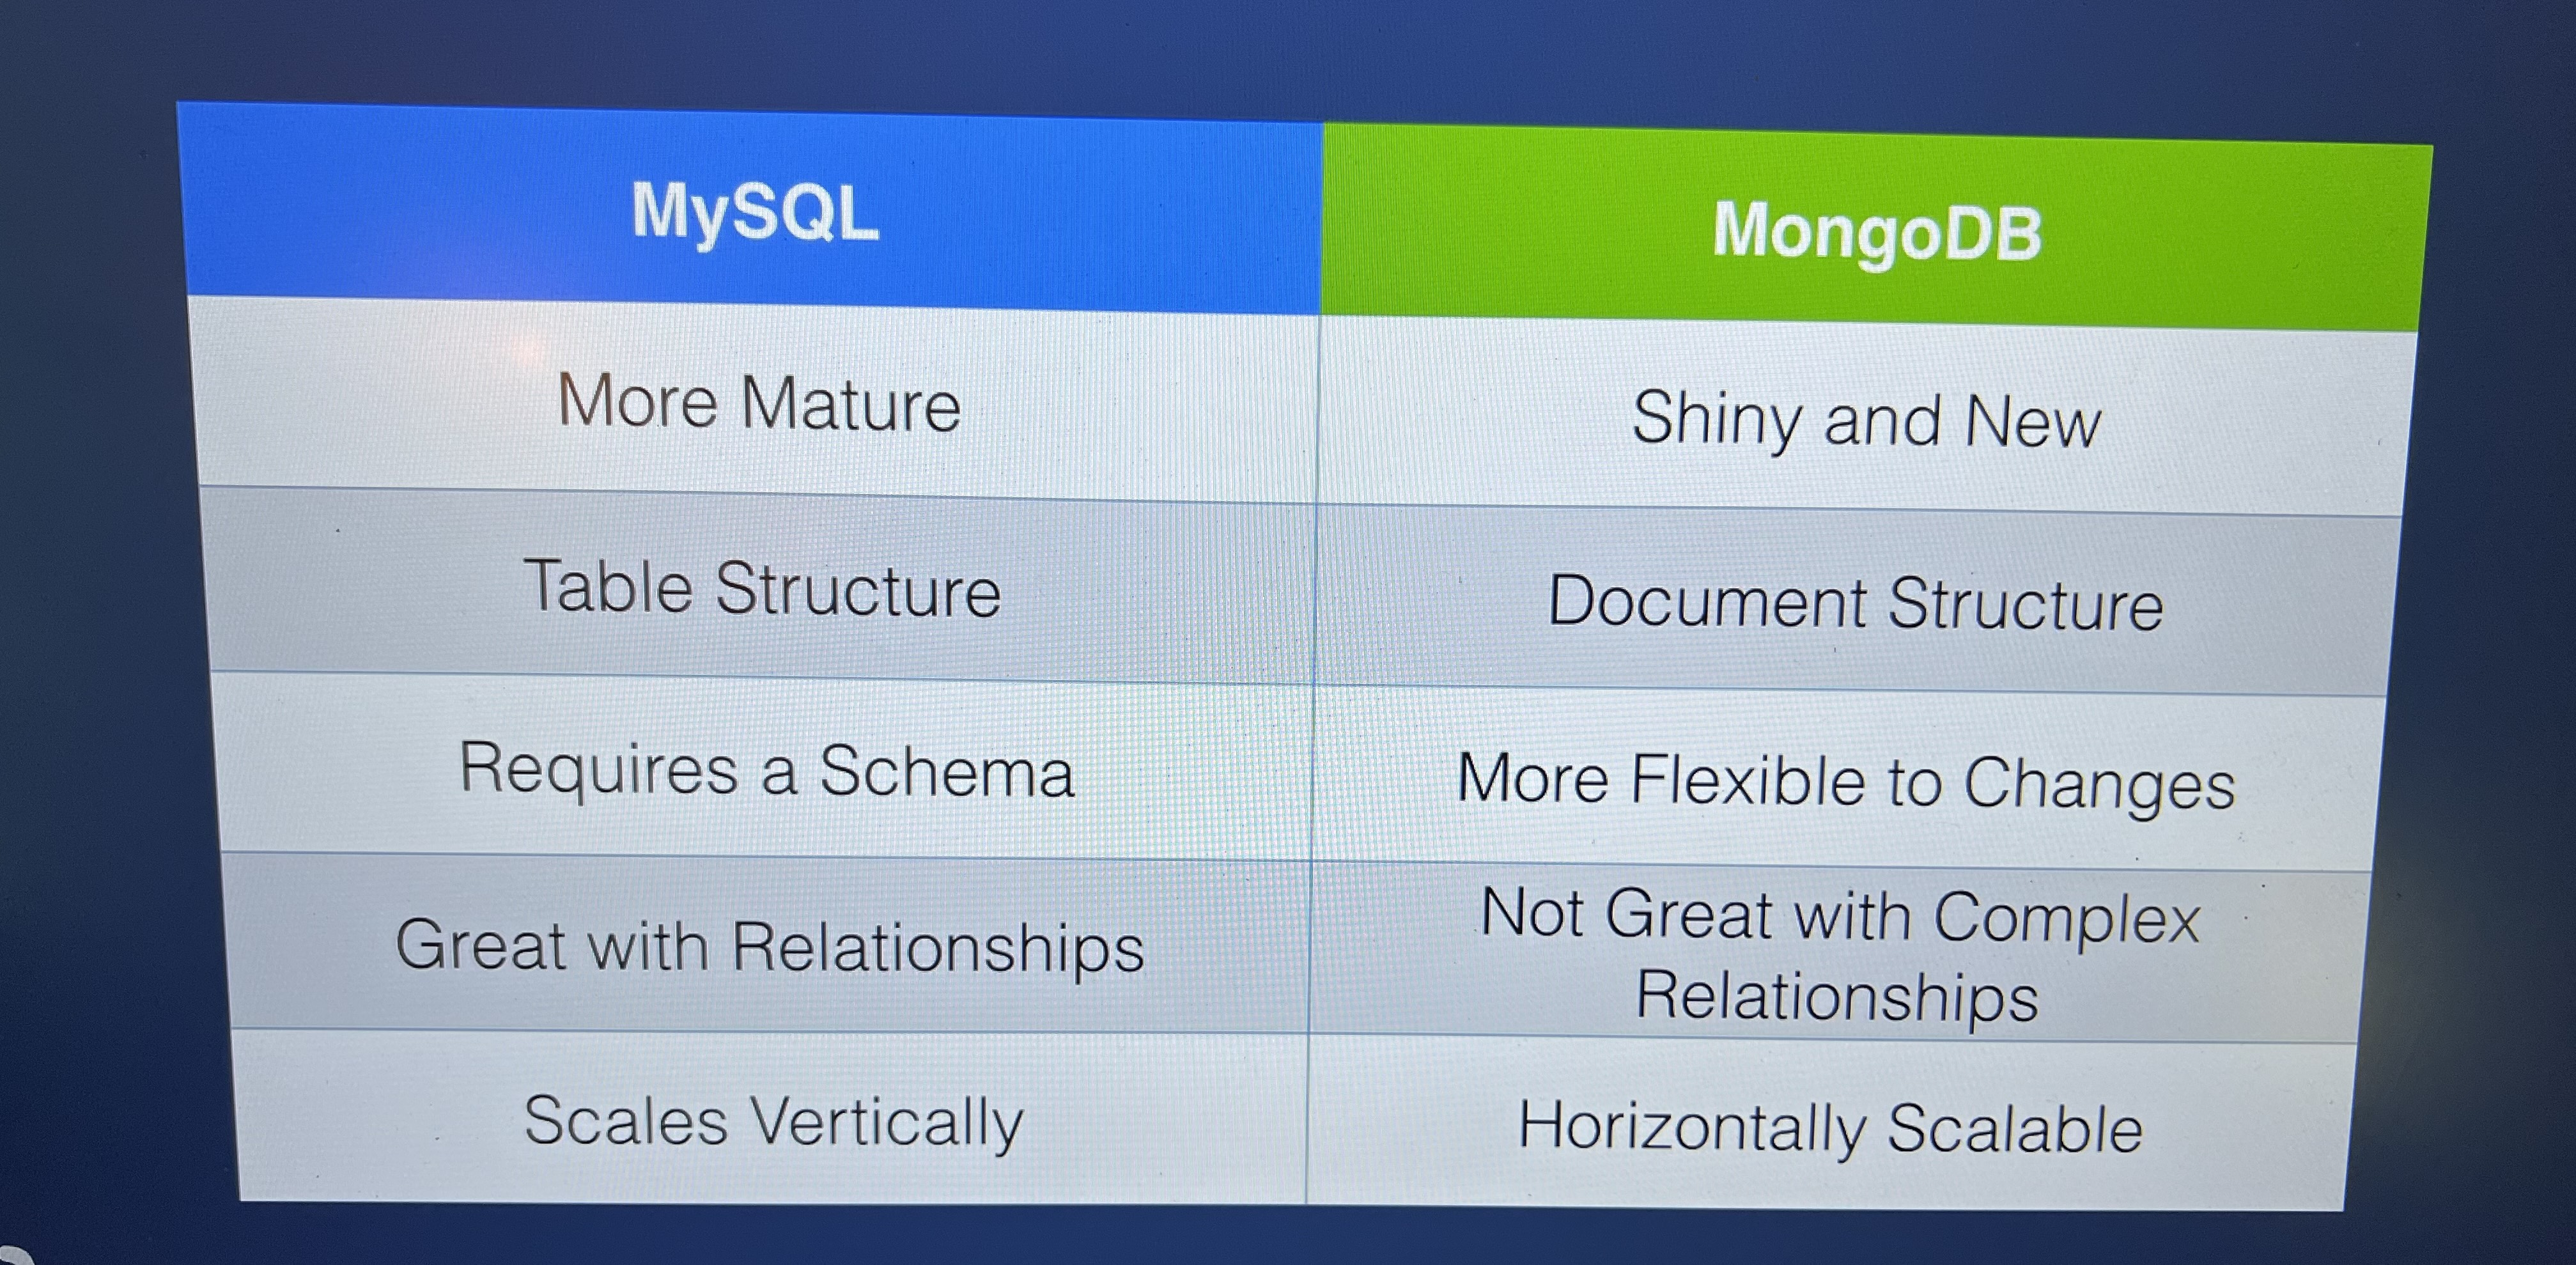 MySQL
MongoDB
More Mature
Shiny and New
Table Structure
Document Structure
Requires a Schema
More Flexible to Changes
Great with Relationships
Not Great with Complex
Relationships
Scales Vertically
Horizontally Scalable